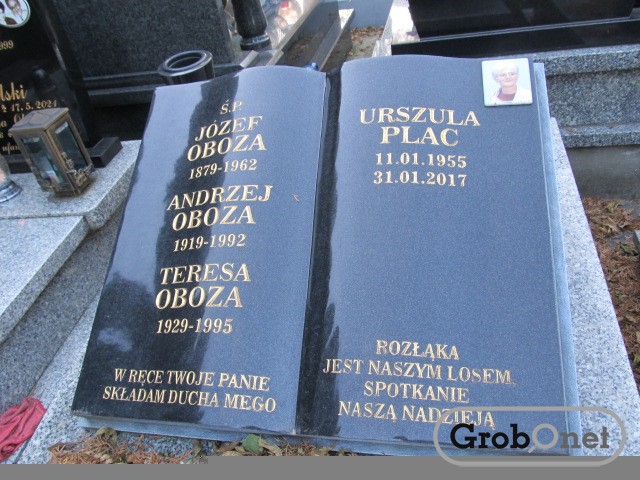 Ś.P.
JÓZEF
OBOZA
1879-1962
ANDRZEJ
OBOZA
1919-1992
TERESA
OBOZA
1929-1995
W RĘCE TWOJE PANIE
SKŁADAM DUCHA MEGO
URSZULA
PLAC
11.01.1955
31.01.2017
ROZŁĄKA
JEST NASZYM LOSEM,
SPOTKANIE
NASZĄ NADZIEJĄ
GrobOnet